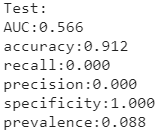 Test:
AUC:0.566
accuracy:0.912
recall:0.000
precision:0.000
specificity:1.000
prevalence:0.088